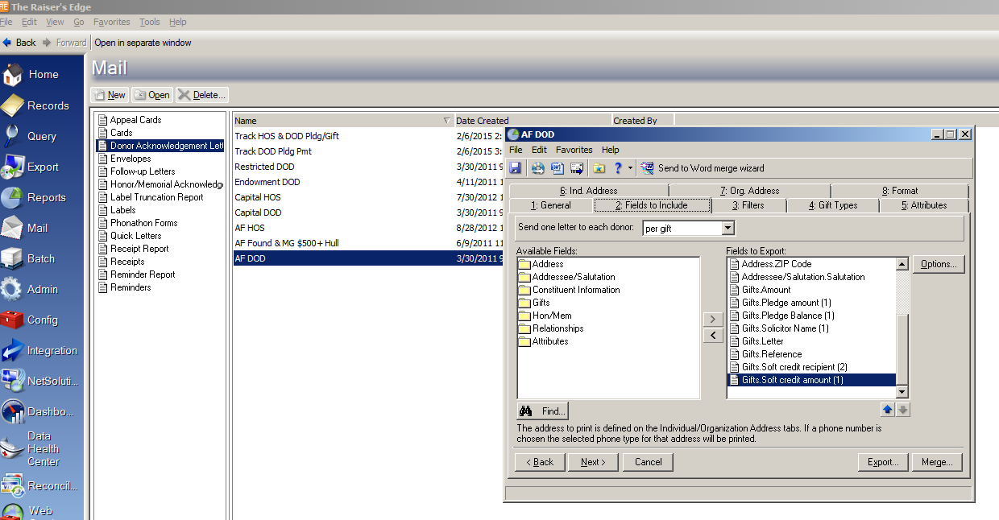 RE The Raiser's Edge
File Edit View Go Favorites Tools Help
Back Forward Open in separate window
Home
Records
Query
Export
Reports
Mail
Batch
Admin
Config
Integration
NetSoluti...
Dashbo...
Data
Health
Center
Reconcil...
Web
Mail
New Open Delete...
Appeal Cards
Cards
Donor Acknowledgement Lett
Envelopes
Follow-up Letters
Honor/Memorial Acknowledge
Label Truncation Report
Labels
Phonathon Forms
Quick Letters
Receipt Report
Receipts
Reminder Report
Reminders
Name Date Created Created By
Track HOS & DOD Pldg/Gift 2/6/2015 2:
Track DOD Pldg Pmt 2/6/2015 3:
Restricted DOD 3/30/2011 9
Endowment DOD 4/11/2011 1
Capital HOS 7/30/2012 1
Capital DOD 3/30/2011 9
AF HOS 8/28/2012 1
AF Found & MG $500+ Hull 6/9/2011 11
AF DOD 3/30/2011 9
AF DOD
File Edit Favorites Help
Send to Word merge wizard
6: Ind. Address 7: Org. Address 8: Format
1: General 2: Fields to Include 3: Filters 4: Gift Types 5: Attributes
Send one letter to each donor: per gift
Available Fields:
Address
Addressee/Salutation
Constituent Information
Gifts
Hon/Mem
Relationships
Attributes
>
<
Fields to Export:
Address.ZIP Code
Addressee/Salutation.Salutation
Gifts.Amount
Gifts.Pledge amount (1)
Gifts.Pledge Balance (1)
Gifts.Solicitor Name (1)
Gifts.Letter
Gifts.Reference
Gifts.Soft credit recipient (2)
Gifts.Soft credit amount (1)
Options...
Find...
The address to print is defined on the Individual/Organization Address tabs. If a phone number is
chosen the selected phone type for that address will be printed.
< Back Next > Cancel Export... Merge...